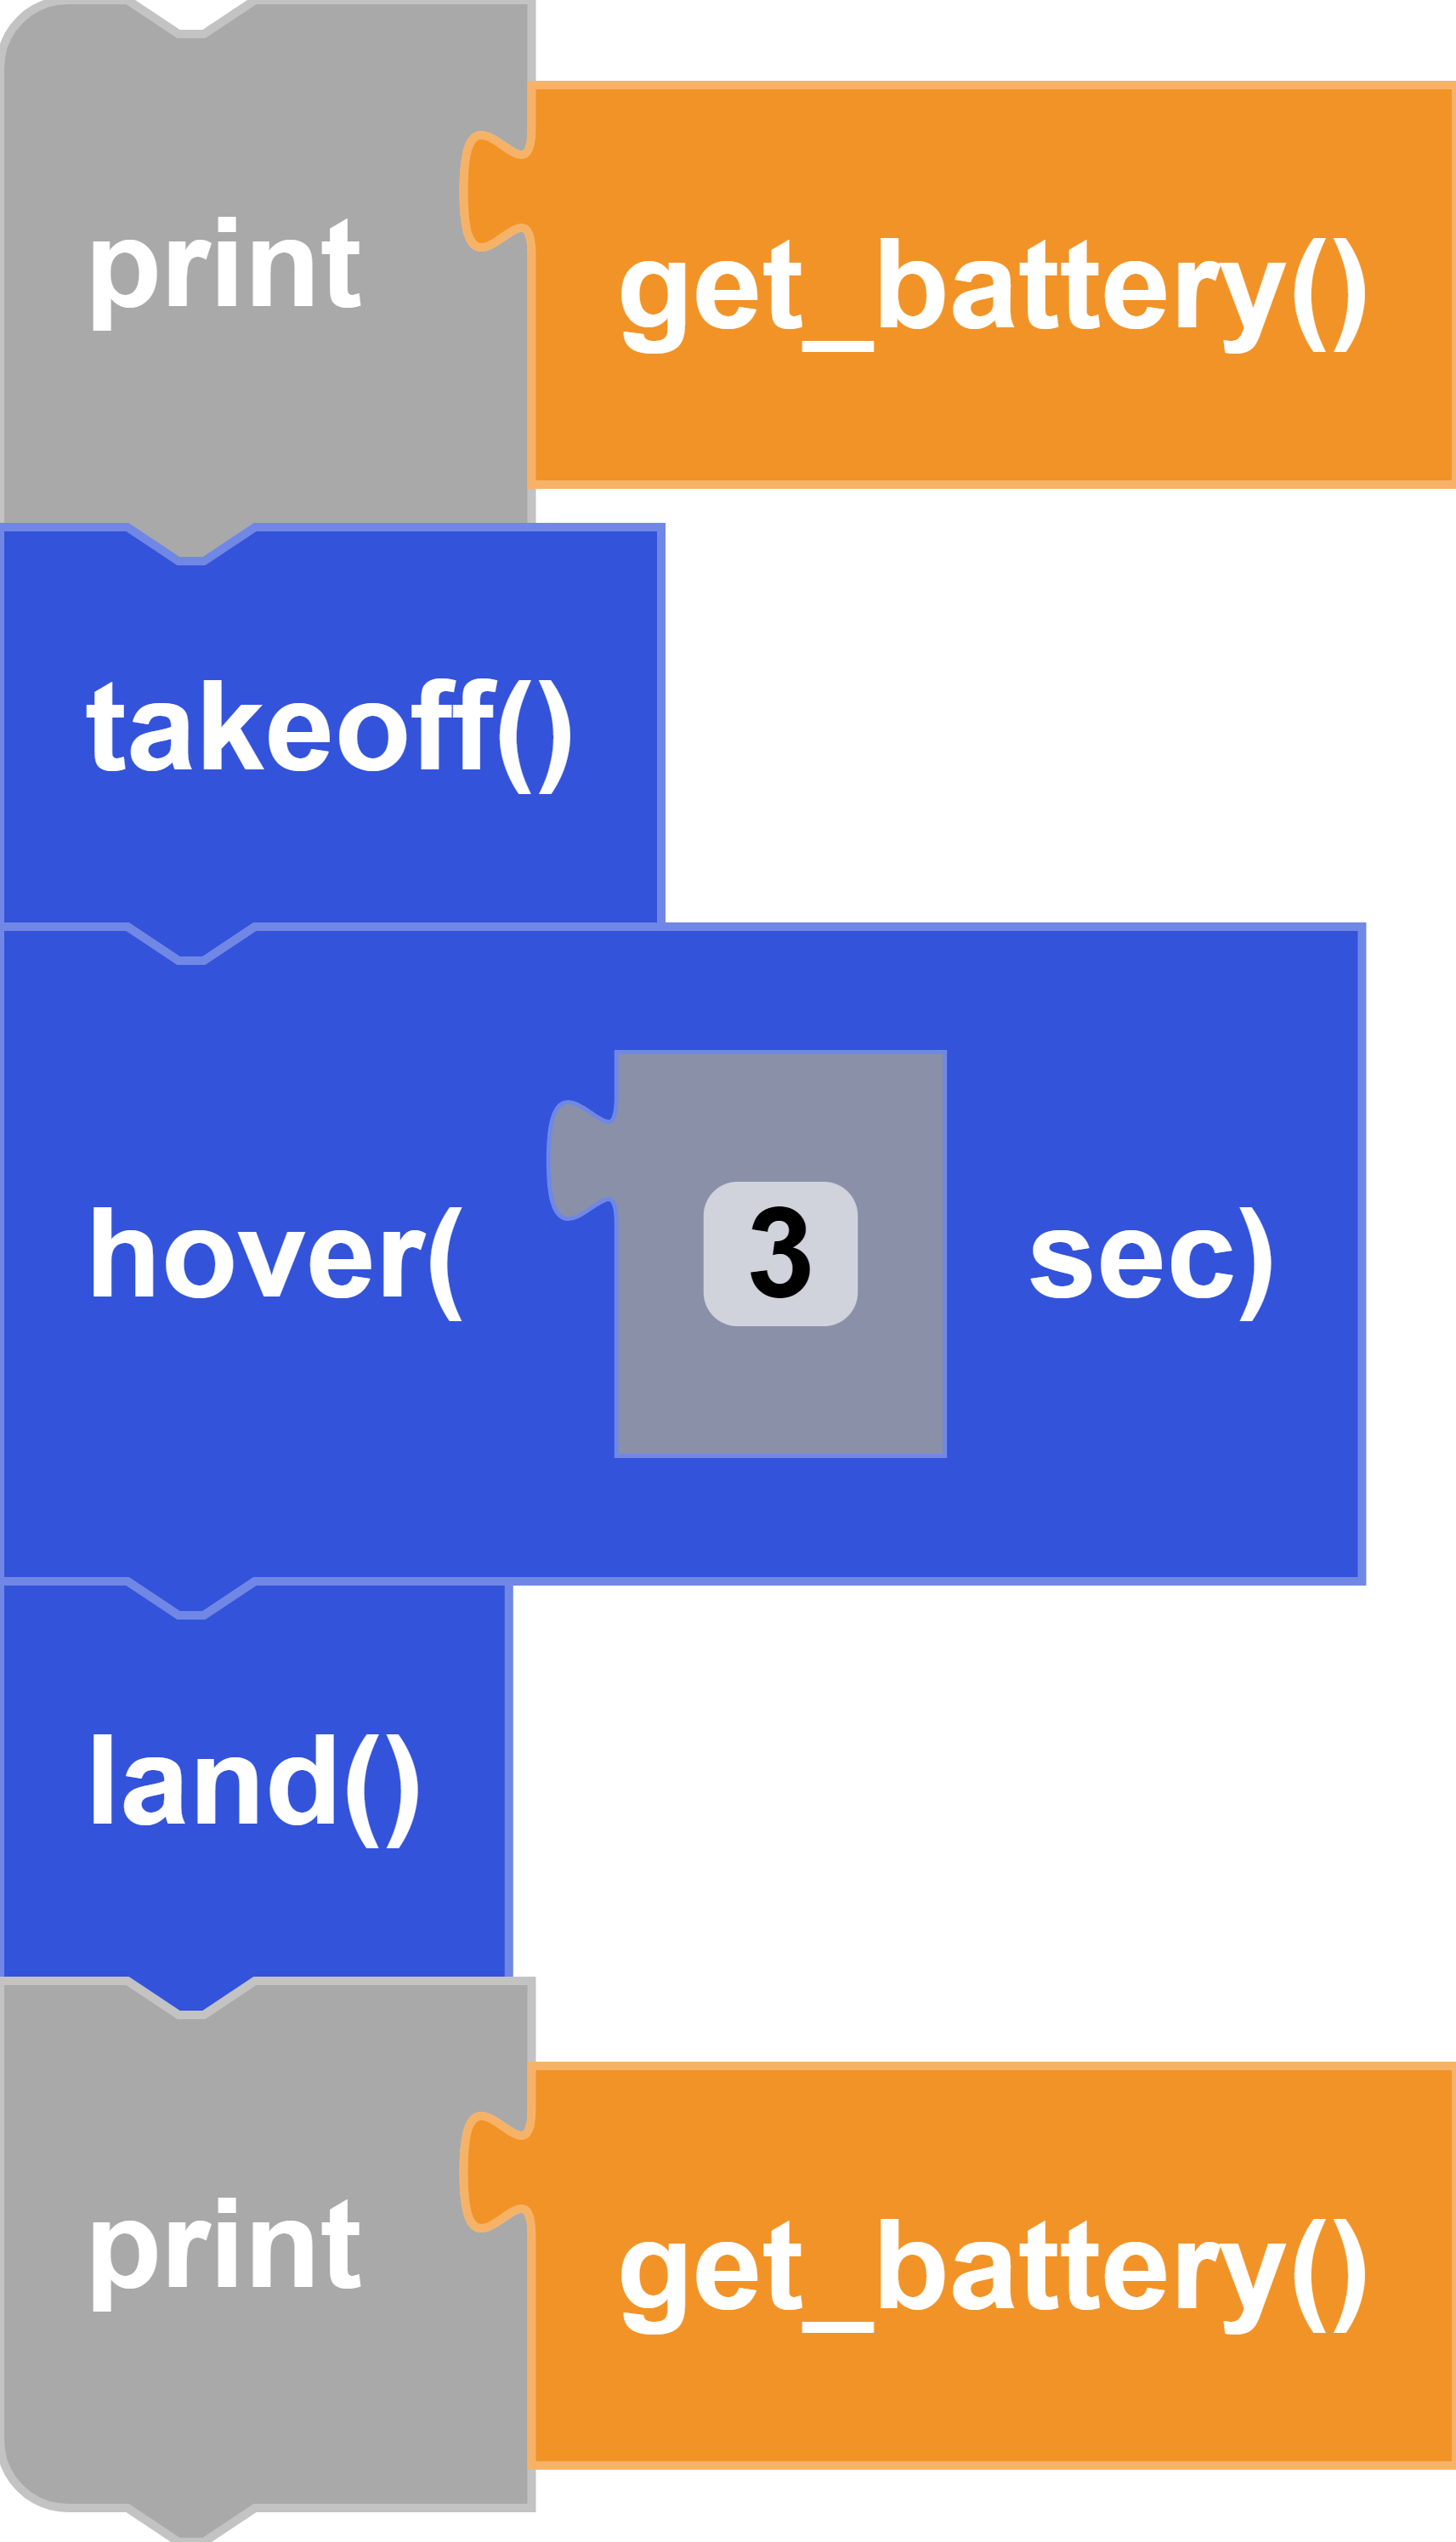 print get_battery()
takeoff()
hover( 3 sec)
land()
print get_battery()